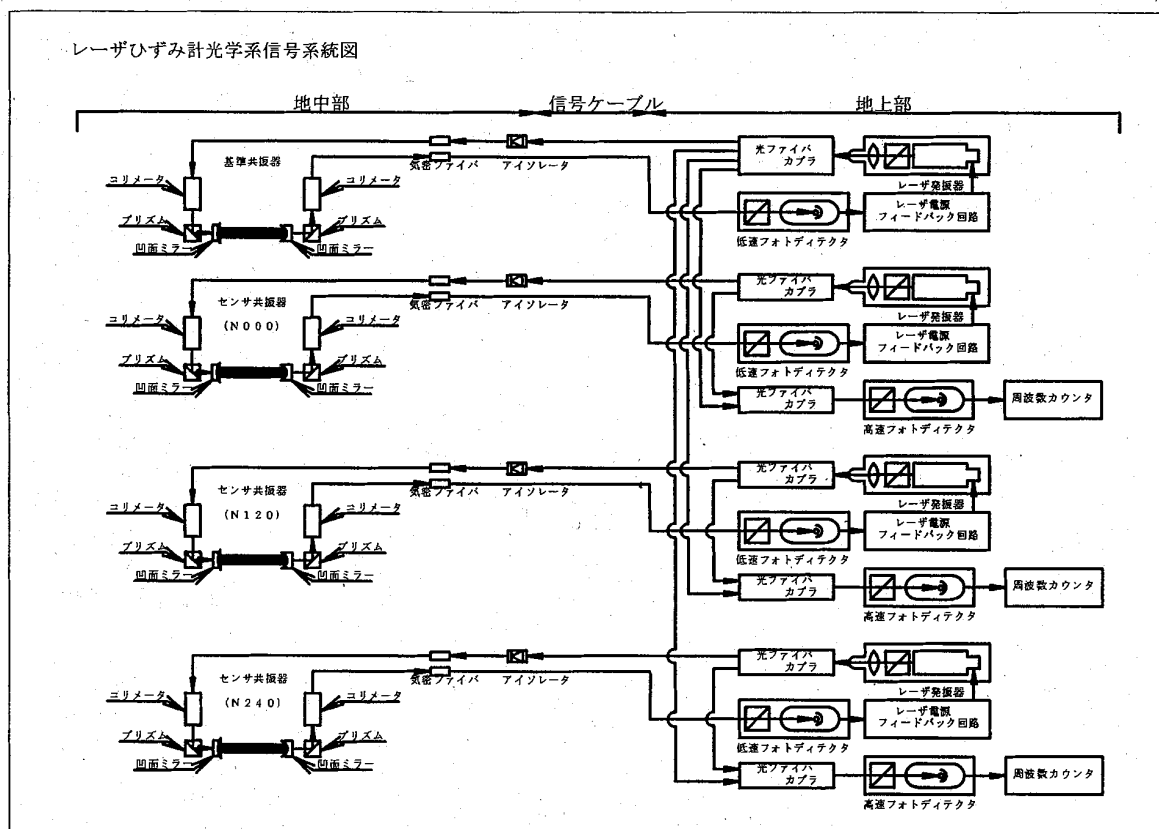 レーザひずみ計光学系信号系統図
地中部
信号ケーブル
地上部
基準共振器
コリメータ
コリメータ
プリズム
プリズム
凹面ミラー
凹面ミラー
気密ファイバ
アイソレータ
光ファイバ
カプラ
レーザ発振器
レーザ電源
フィードバック回路
低速フォトディテクタ
センサ共振器
(N000)
コリメータ
コリメータ
プリズム
プリズム
凹面ミラー
凹面ミラー
気密ファイバ
アイソレータ
光ファイバ
カプラ
レーザ発振器
レーザ電源
フィードバック回路
低速フォトディテクタ
光ファイバ
カプラ
高速フォトディテクタ
周波数カウンタ
センサ共振器
(N120)
コリメータ
コリメータ
プリズム
プリズム
凹面ミラー
凹面ミラー
気密ファイバ
アイソレータ
光ファイバ
カプラ
レーザ発振器
レーザ電源
フィードバック回路
低速フォトディテクタ
光ファイバ
カプラ
高速フォトディテクタ
周波数カウンタ
センサ共振器
(N240)
コリメータ
コリメータ
プリズム
プリズム
凹面ミラー
凹面ミラー
気密ファイバ
アイソレータ
光ファイバ
カプラ
レーザ発振器
レーザ電源
フィードバック回路
低速フォトディテクタ
光ファイバ
カプラ
高速フォトディテクタ
周波数カウンタ